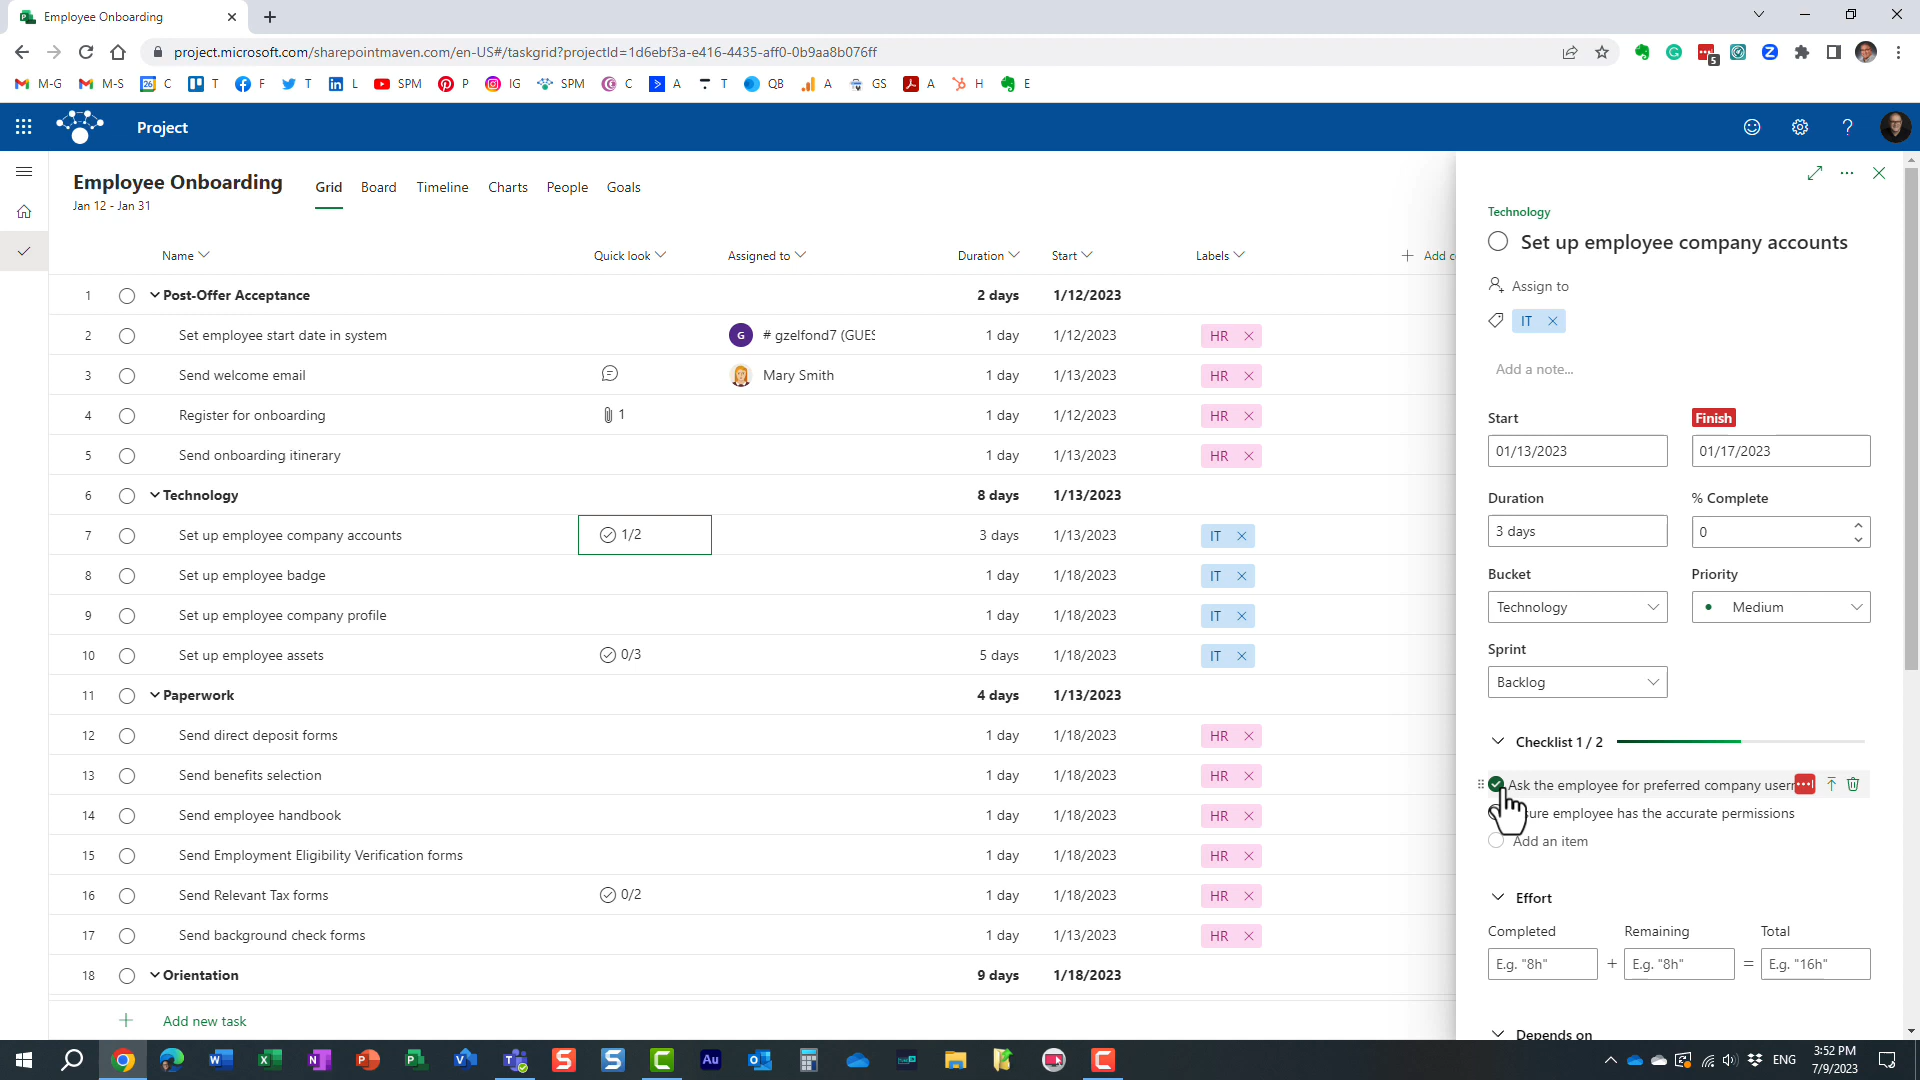 Employee Onboarding
project.microsoft.com/sharepointmaven.com/en-US#/taskgrid?projectId=1d6ebf3a-e416-4435-aff0-0b9aa8b076ff
5
M-G M-S 26 C T F T L SPM P IG SPM C A T QB A GS A H E
Project
Employee Onboarding
Jan 12 - Jan 31
Grid Board Timeline Charts People Goals
Name Quick look Assigned to Duration Start Labels Add c
1 Post-Offer Acceptance 2 days 1/12/2023
2 Set employee start date in system G # gzelfond7 (GUES 1 day 1/12/2023 HR
3 Send welcome email Mary Smith 1 day 1/13/2023 HR
4 Register for onboarding 1 1 day 1/12/2023 HR
5 Send onboarding itinerary 1 day 1/13/2023 HR
6 Technology 8 days 1/13/2023
7 Set up employee company accounts 1/2 3 days 1/13/2023 IT
8 Set up employee badge 1 day 1/18/2023 IT
9 Set up employee company profile 1 day 1/18/2023 IT
10 Set up employee assets 0/3 5 days 1/18/2023 IT
11 Paperwork 4 days 1/13/2023
12 Send direct deposit forms 1 day 1/18/2023 HR
13 Send benefits selection 1 day 1/18/2023 HR
14 Send employee handbook 1 day 1/18/2023 HR
15 Send Employment Eligibility Verification forms 1 day 1/18/2023 HR
16 Send Relevant Tax forms 0/2 1 day 1/18/2023 HR
17 Send background check forms 1 day 1/13/2023 HR
18 Orientation 9 days 1/18/2023
Add new task
Technology
Set up employee company accounts
Assign to
IT
Add a note...
Start Finish
01/13/2023 01/17/2023
Duration % Complete
3 days 0
Bucket Priority
Technology Medium
Sprint
Backlog
Checklist 1 / 2
Ask the employee for preferred company usern
sure employee has the accurate permissions
Add an item
Effort
Completed Remaining Total
E.g. "8h" + E.g. "8h" = E.g. "16h"
Depends on
ENG 3:52 PM
7/9/2023